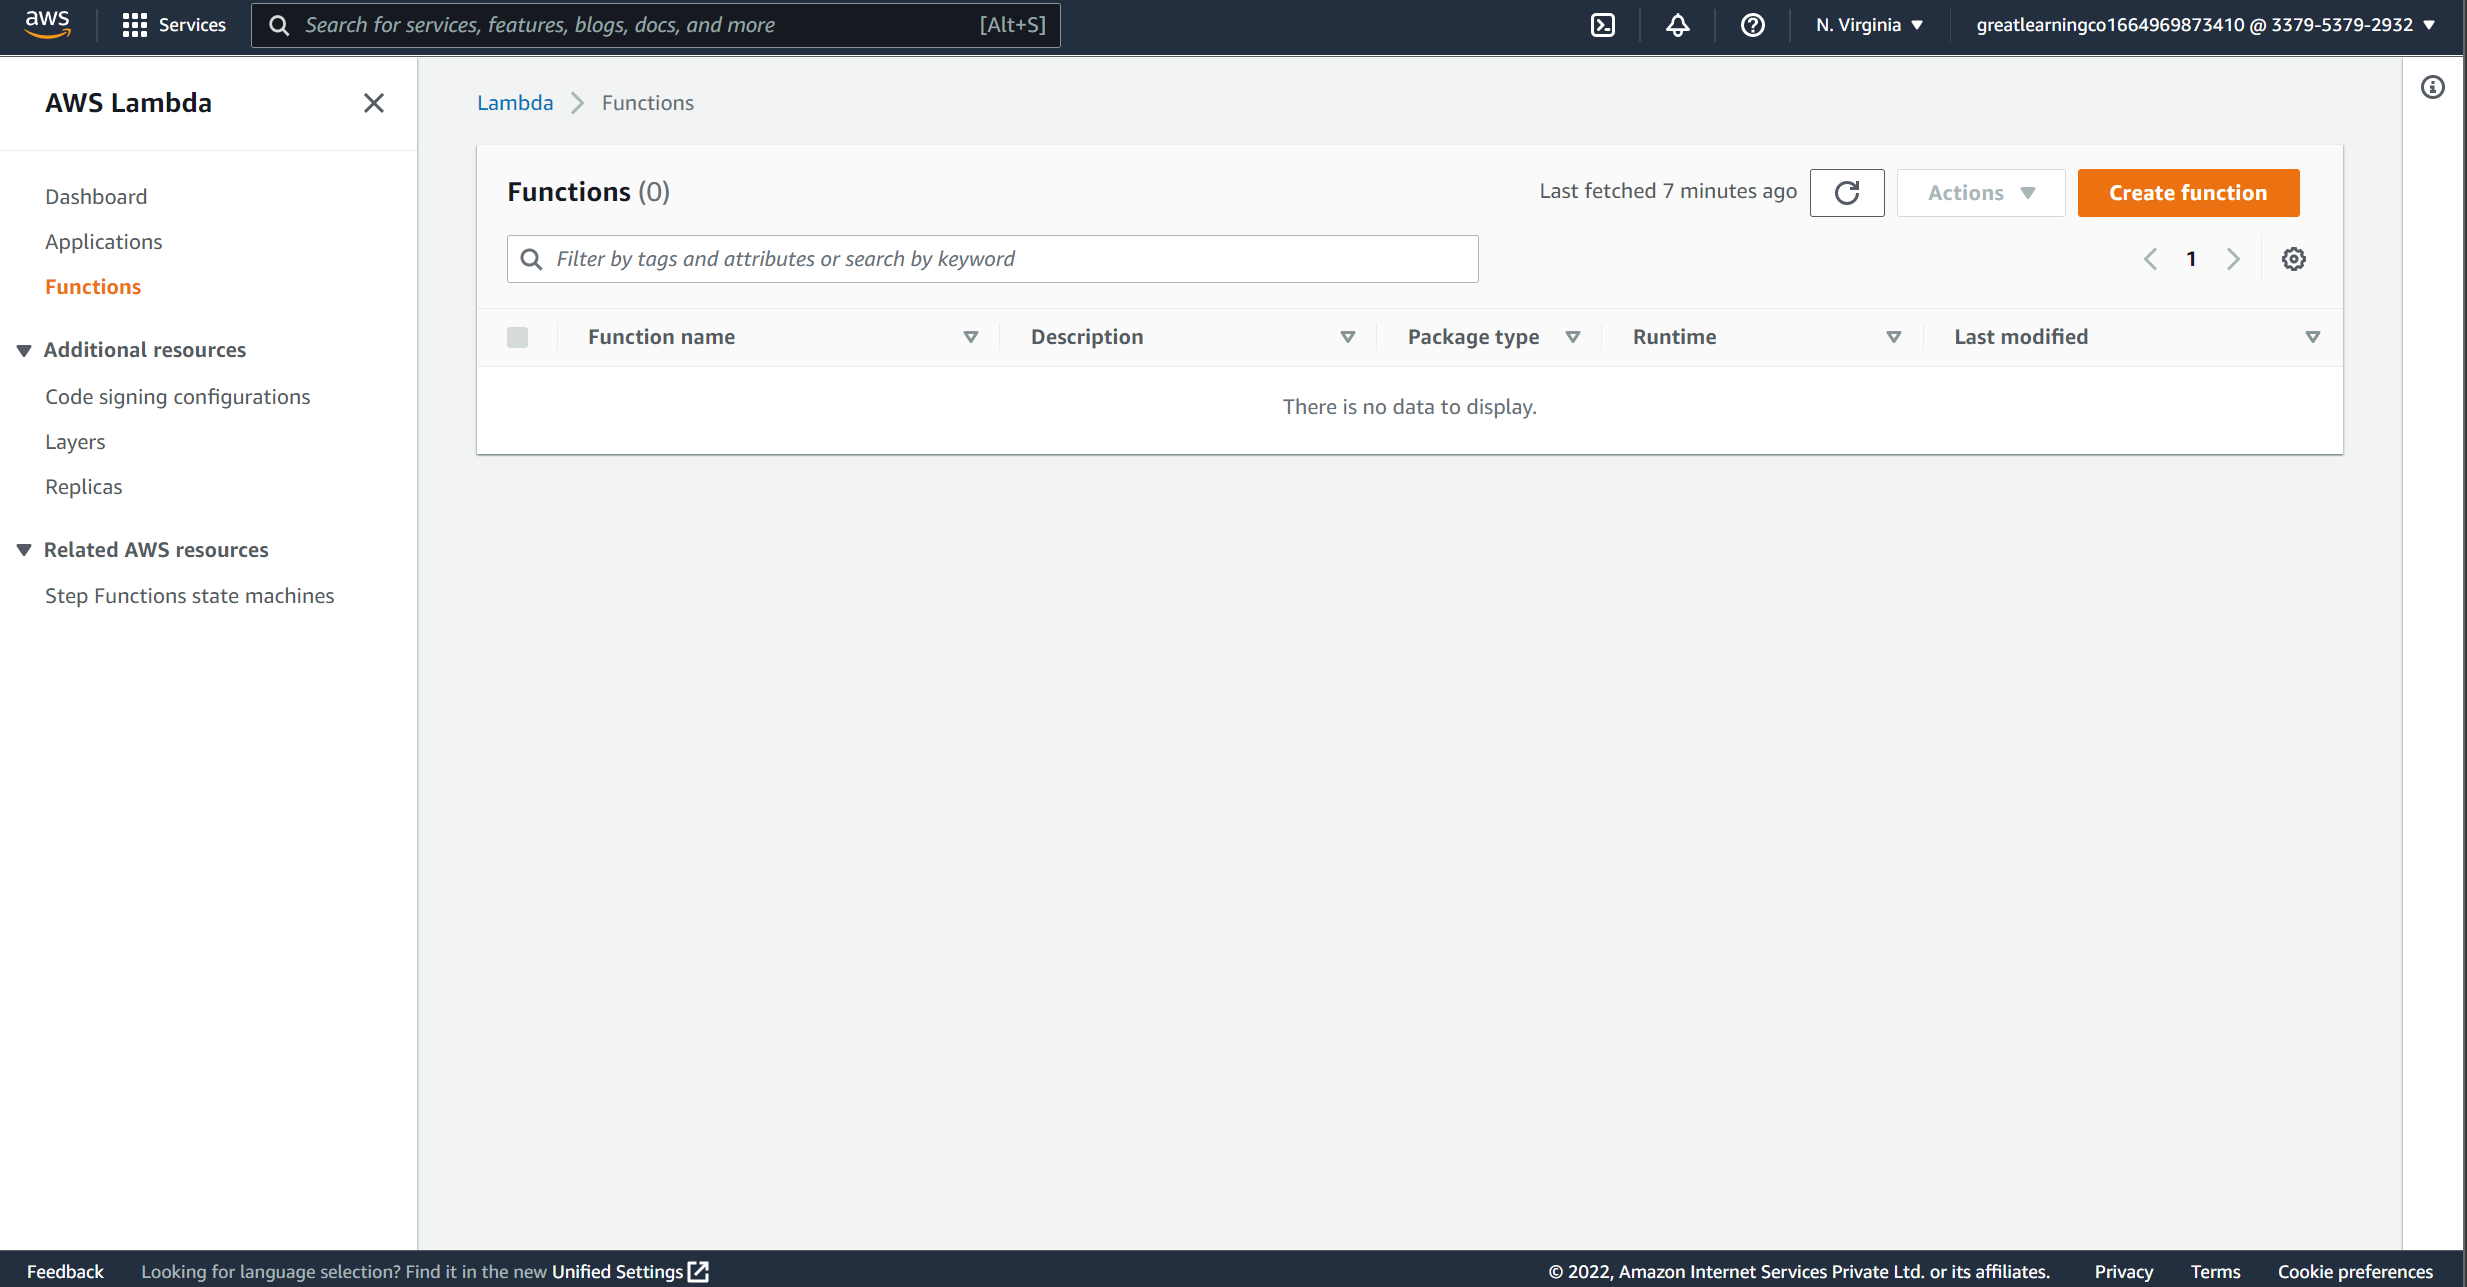 aws
Services
Search for services, features, blogs, docs, and more [Alt+S]
N. Virginia
greatlearningco1664969873410 @ 3379-5379-2932
AWS Lambda
Dashboard
Applications
Functions
Additional resources
Code signing configurations
Layers
Replicas
Related AWS resources
Step Functions state machines
Lambda Functions
Functions (0)
Last fetched 7 minutes ago
Actions
Create function
Filter by tags and attributes or search by keyword
1
Function name Description Package type Runtime Last modified
There is no data to display.
Feedback
Looking for language selection? Find it in the new Unified Settings
© 2022, Amazon Internet Services Private Ltd. or its affiliates.
Privacy Terms Cookie preferences